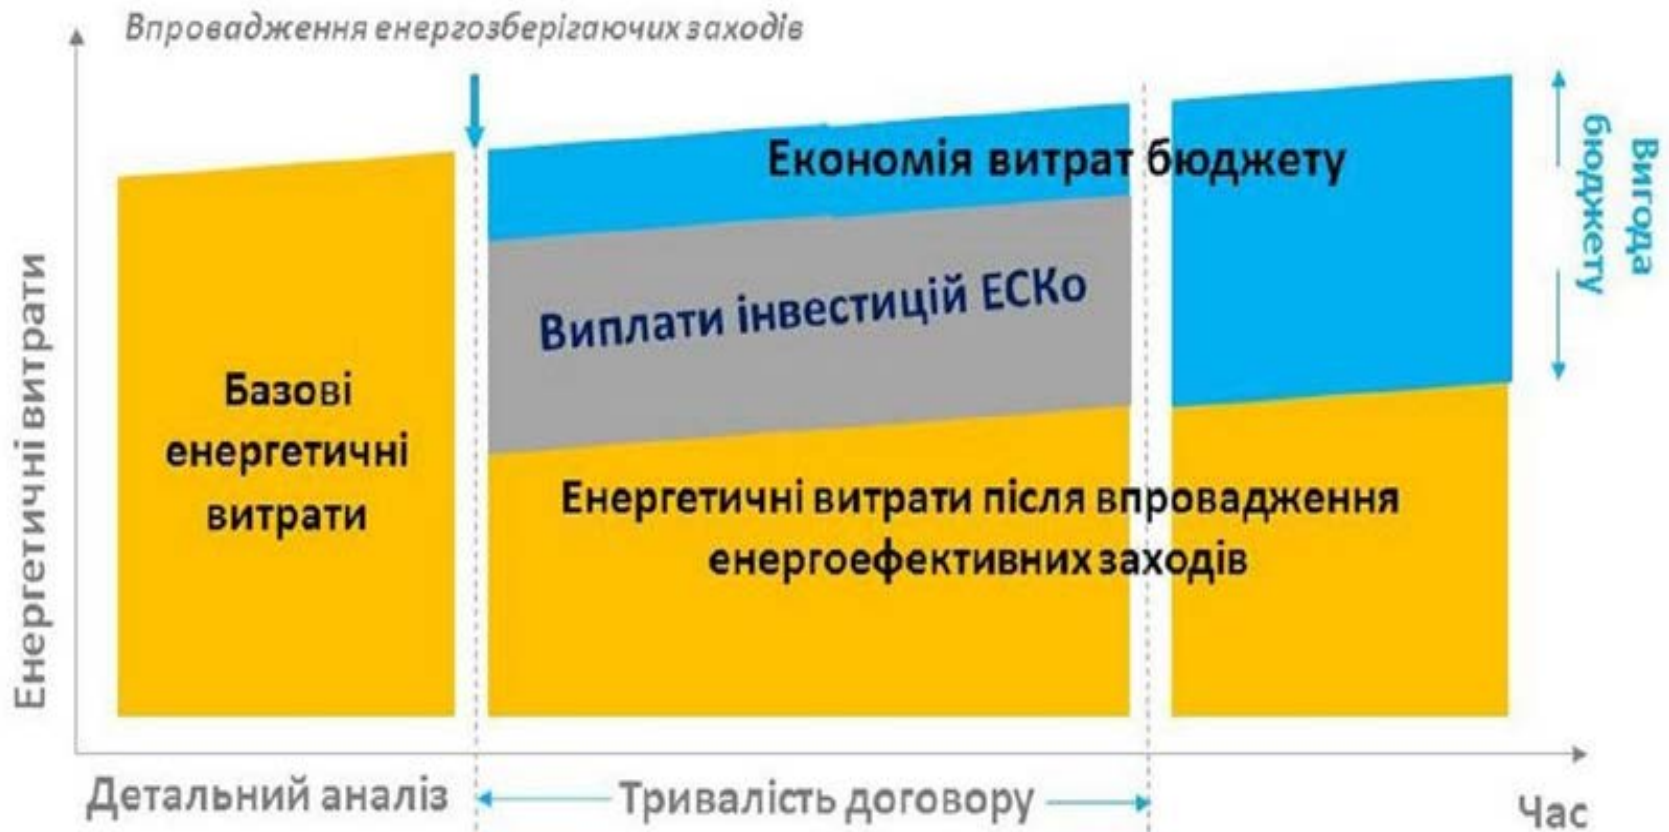 Впровадження енергозберігаючих заходів
Енергетичні витрати
Базові
енергетичні
витрати
Економія витрат бюджету
Виплати інвестицій ЕСКо
Енергетичні витрати після впровадження
енергоефективних заходів
Вигода
бюджету
Детальний аналіз
Тривалість договору
Час